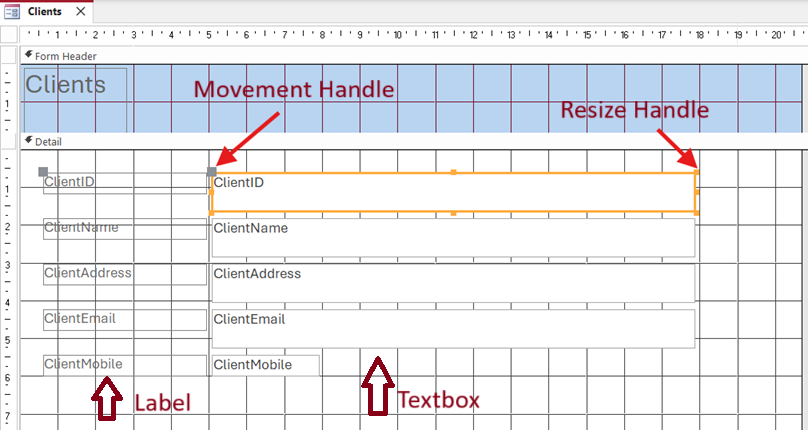 Clients
1 2 3 4 5 6 7 8 9 10 11 12 13 14 15 16 17 18 19 20
Form Header
Clients
Movement Handle
Resize Handle
1
Detail
ClientID ClientID
1
ClientName ClientName
2
ClientAddress ClientAddress
3
4
ClientEmail ClientEmail
5
ClientMobile ClientMobile
6
Label Textbox
7